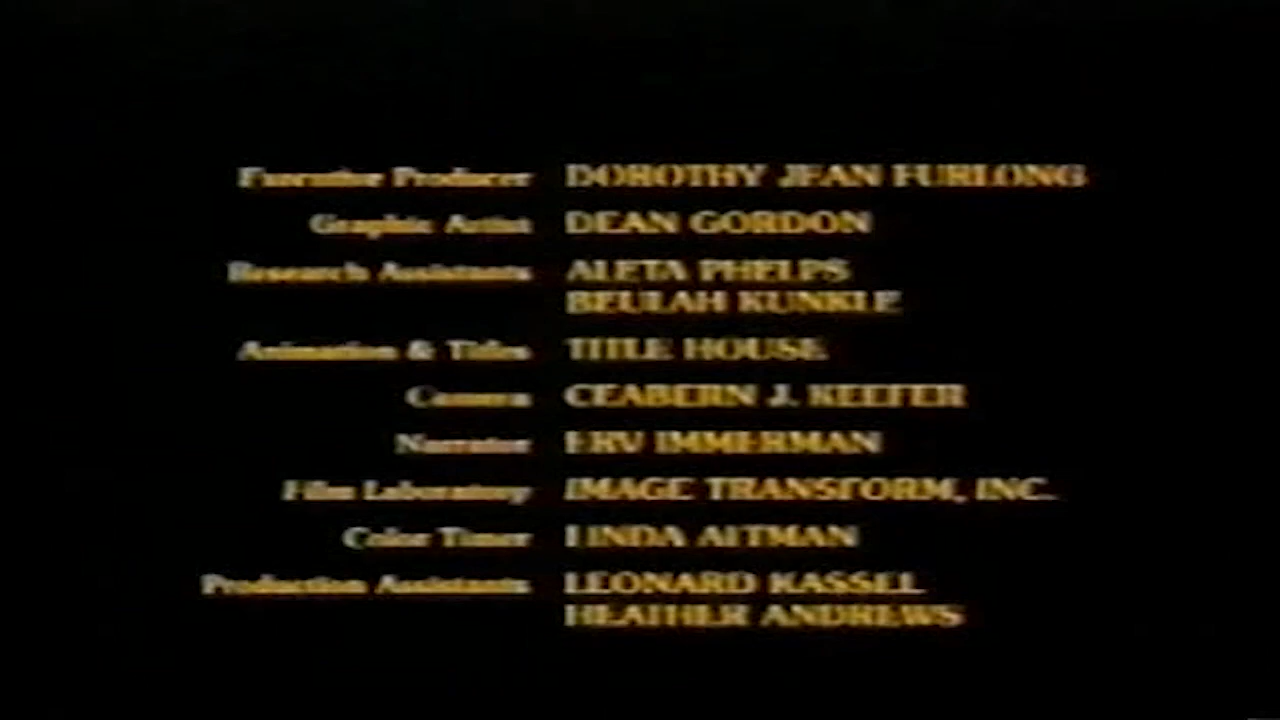 Executive Producer DOROTHY JEAN FURLONG
Graphic Artist DEAN GORDON
Research Assistants ALETA PHELPS
BEULAH KUNKLE
Animation & Titles TITLE HOUSE
Camera CEABERN J. KEEFER
Narrator ERV IMMERMAN
Film Laboratory IMAGE TRANSFORM, INC.
Color Timer LINDA AITMAN
Production Assistants LEONARD KASSEL
HEATHER ANDREWS